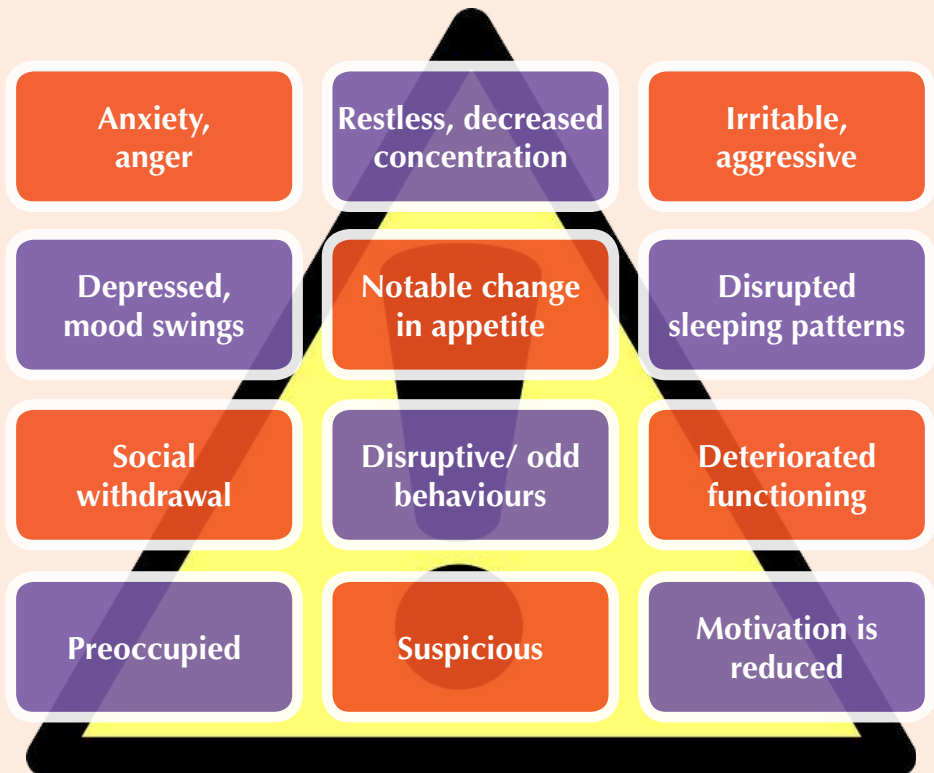 Anxiety,
anger
Restless, decreased
concentration
Irritable,
aggressive
Depressed,
mood swings
Notable change
in appetite
Disrupted
sleeping patterns
Social
withdrawal
Disruptive/ odd
behaviours
Deteriorated
functioning
Preoccupied
Suspicious
Motivation is
reduced